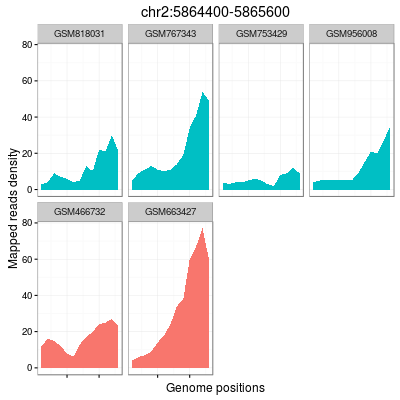 chr2:5864400-5865600
GSM818031 GSM767343 GSM753429 GSM956008
80
60
40
20
0
Mapped reads density
GSM466732 GSM663427
80
60
40
20
0
Genome positions